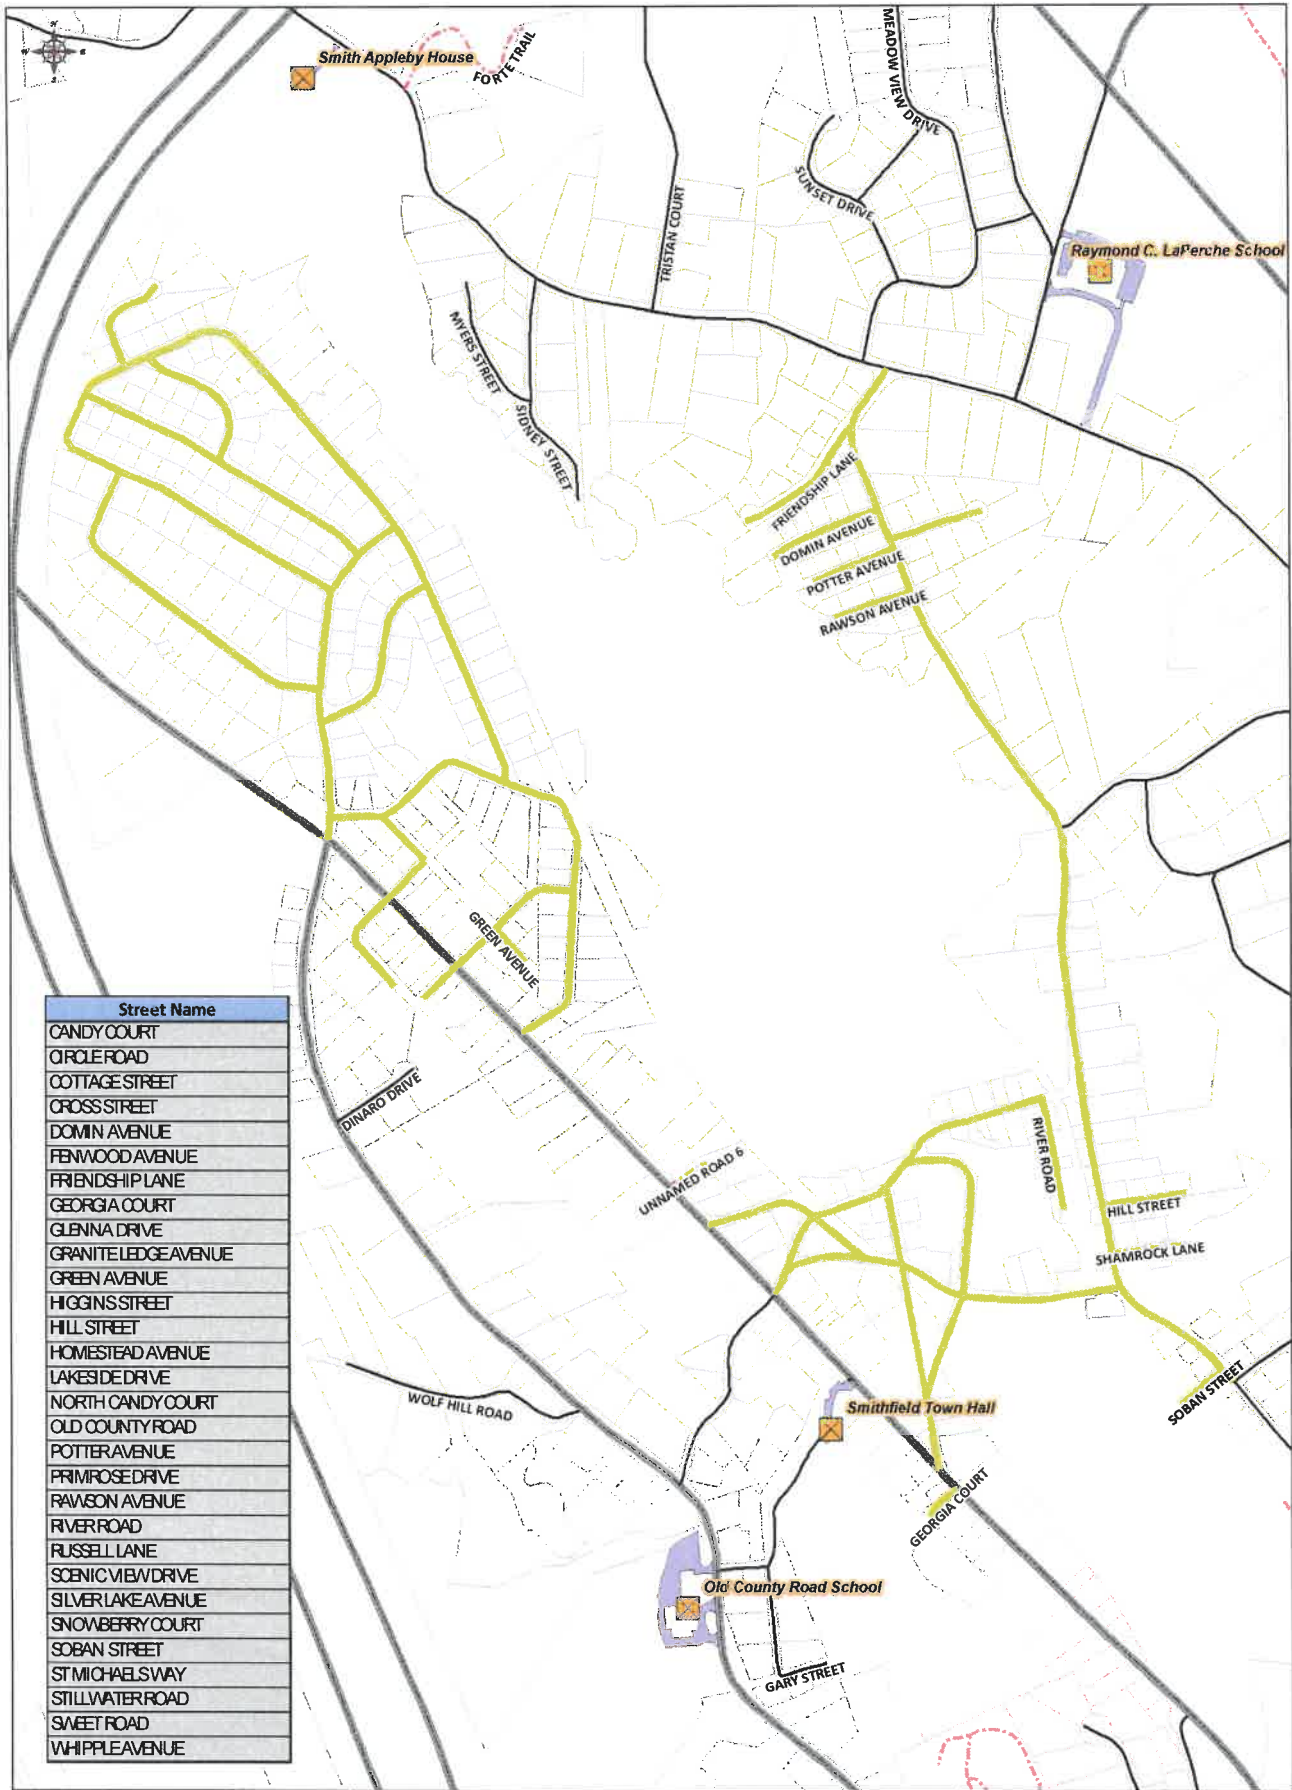 N
W
E
S
Smith Appleby House
FORTE TRAIL
MEADOW VIEW DRIVE
SUNSET DRIVE
TRISTAN COURT
Raymond C. LaPerche School
MYERS STREET
SIDNEY STREET
FRIENDSHIP LANE
DOMIN AVENUE
POTTER AVENUE
RAWSON AVENUE
GREEN AVENUE
DINARO DRIVE
UNNAMED ROAD 6
RIVER ROAD
HILL STREET
SHAMROCK LANE
SOBAN STREET
WOLF HILL ROAD
Smithfield Town Hall
GEORGIA COURT
Old County Road School
GARY STREET
Street Name
CANDY COURT
CIRCLE ROAD
COTTAGE STREET
CROSS STREET
DOMIN AVENUE
FENWOOD AVENUE
FRIENDSHIP LANE
GEORGIA COURT
GLENNA DRIVE
GRANITE LEDGE AVENUE
GREEN AVENUE
HIGGINS STREET
HILL STREET
HOMESTEAD AVENUE
LAKESIDE DRIVE
NORTH CANDY COURT
OLD COUNTY ROAD
POTTER AVENUE
PRIMROSE DRIVE
RAWSON AVENUE
RIVER ROAD
RUSSELL LANE
SCENIC VIEW DRIVE
SILVER LAKE AVENUE
SNOWBERRY COURT
SOBAN STREET
ST MICHAELS WAY
STILLWATER ROAD
SWEET ROAD
WHIPPLE AVENUE